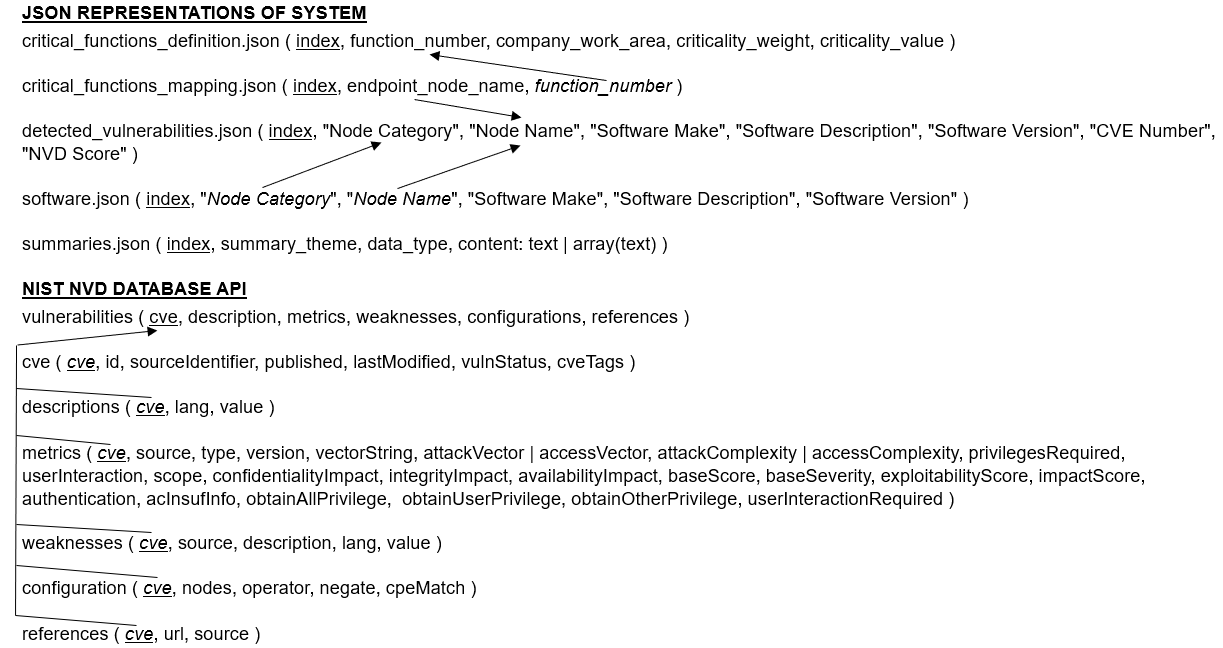 JSON REPRESENTATIONS OF SYSTEM
critical_functions_definition.json ( index, function_number, company_work_area, criticality_weight, criticality_value )
critical_functions_mapping.json ( index, endpoint_node_name, function_number )
detected_vulnerabilities.json ( index, "Node Category", "Node Name", "Software Make", "Software Description", "Software Version", "CVE Number",
"NVD Score" )
software.json ( index, "Node Category", "Node Name", "Software Make", "Software Description", "Software Version" )
summaries.json ( index, summary_theme, data_type, content: text | array(text) )
NIST NVD DATABASE API
vulnerabilities ( cve, description, metrics, weaknesses, configurations, references )
cve ( cve, id, sourceIdentifier, published, lastModified, vulnStatus, cveTags )
descriptions ( cve, lang, value )
metrics ( cve, source, type, version, vectorString, attackVector | accessVector, attackComplexity | accessComplexity, privilegesRequired,
userInteraction, scope, confidentialityImpact, integrityImpact, availabilityImpact, baseScore, baseSeverity, exploitabilityScore, impactScore,
authentication, acInsufInfo, obtainAllPrivilege, obtainUserPrivilege, obtainOtherPrivilege, userInteractionRequired )
weaknesses ( cve, source, description, lang, value )
configuration ( cve, nodes, operator, negate, cpeMatch )
references ( cve, url, source )